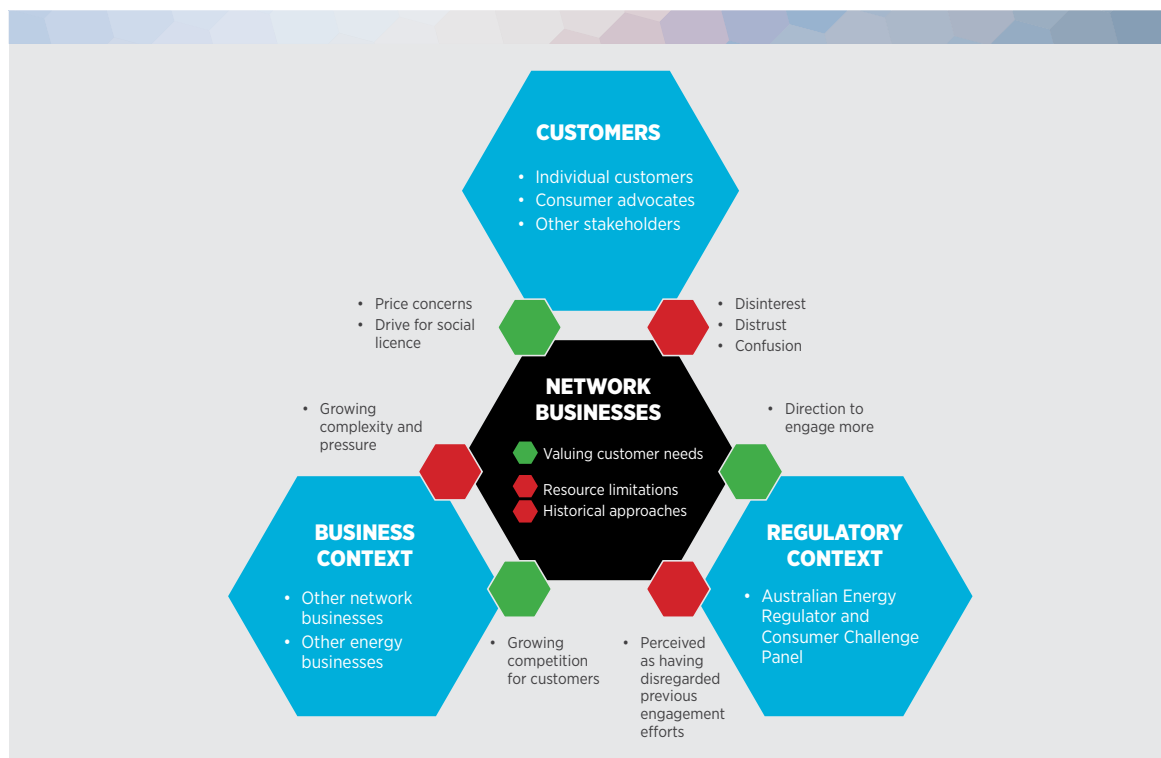 CUSTOMERS
• Individual customers
• Consumer advocates
• Other stakeholders
• Price concerns
• Drive for social
licence
• Disinterest
• Distrust
• Confusion
NETWORK
BUSINESSES
Valuing customer needs
Resource limitations
Historical approaches
• Growing
complexity and
pressure
• Direction to
engage more
BUSINESS
CONTEXT
• Other network
businesses
• Other energy
businesses
REGULATORY
CONTEXT
• Australian Energy
Regulator and
Consumer Challenge
Panel
• Growing
competition
for customers
• Perceived
as having
disregarded
previous
engagement
efforts